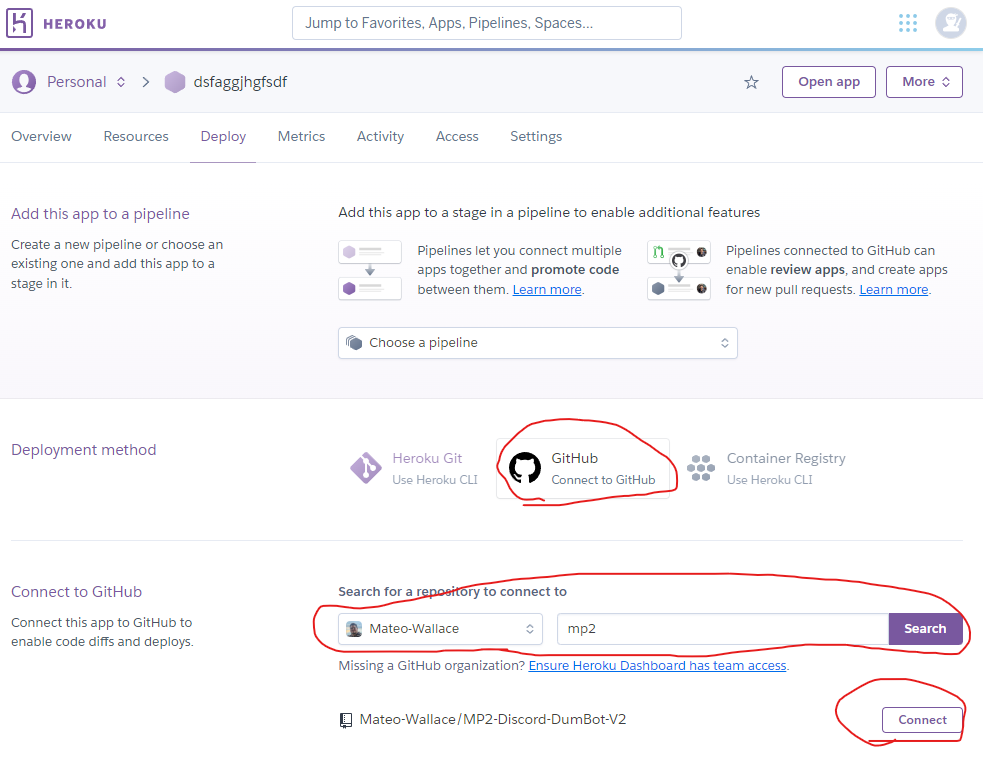 HEROKU
Jump to Favorites, Apps, Pipelines, Spaces...
Personal
dsfaggjhgfsdf
Open app
More
Overview
Resources
Deploy
Metrics
Activity
Access
Settings
Add this app to a pipeline
Create a new pipeline or choose an
existing one and add this app to a
stage in it.
Add this app to a stage in a pipeline to enable additional features
Pipelines let you connect multiple
apps together and promote code
between them. Learn more.
Pipelines connected to GitHub can
enable review apps, and create apps
for new pull requests. Learn more.
Choose a pipeline
Deployment method
Heroku Git
Use Heroku CLI
GitHub
Connect to GitHub
Container Registry
Use Heroku CLI
Connect to GitHub
Connect this app to GitHub to
enable code diffs and deploys.
Search for a repository to connect to
Mateo-Wallace
mp2
Search
Missing a GitHub organization? Ensure Heroku Dashboard has team access.
Mateo-Wallace/MP2-Discord-DumBot-V2
Connect